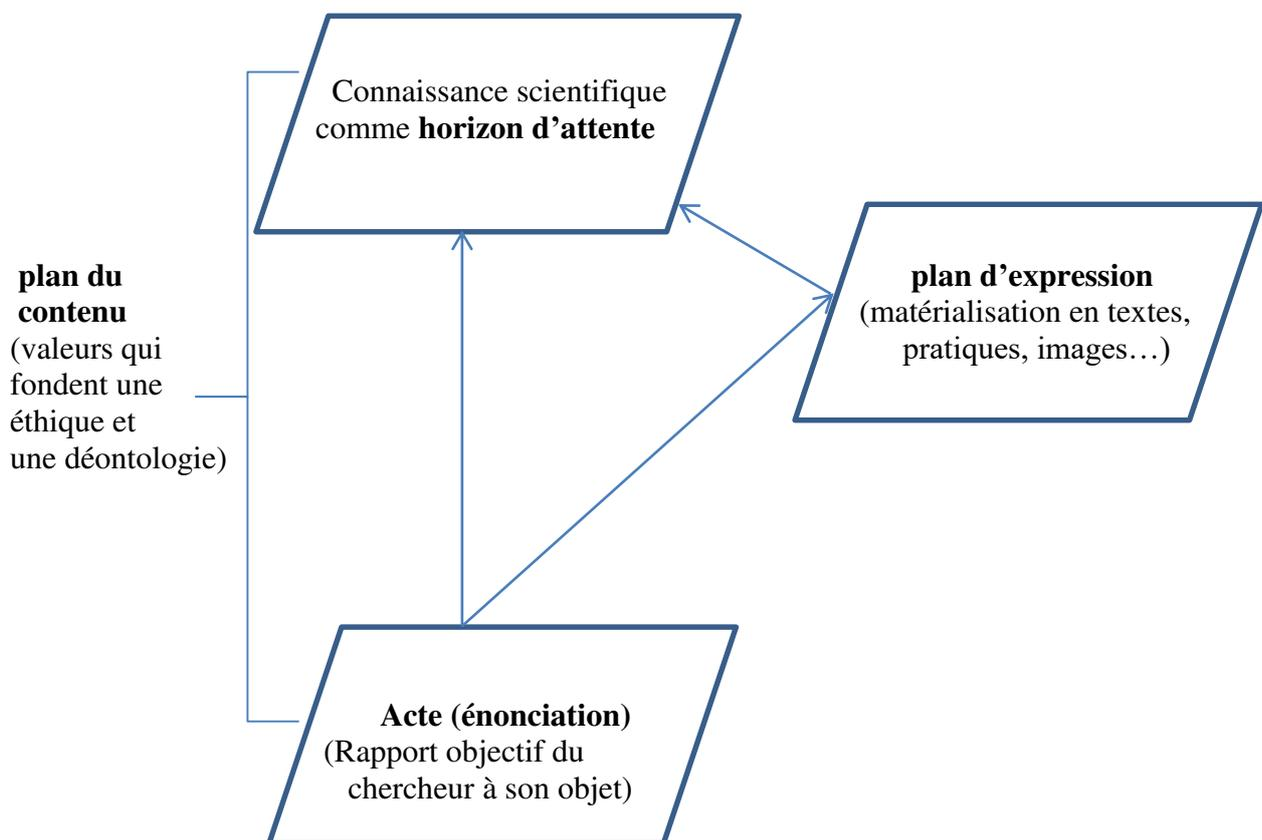 Connaissance scientifique
comme horizon d’attente
plan du
contenu
(valeurs qui
fondent une
éthique et
une déontologie)
plan d’expression
(matérialisation en textes,
pratiques, images…)
Acte (énonciation)
(Rapport objectif du
chercheur à son objet)